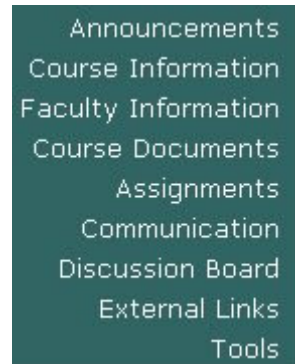 Announcements
Course Information
Faculty Information
Course Documents
Assignments
Communication
Discussion Board
External Links
Tools